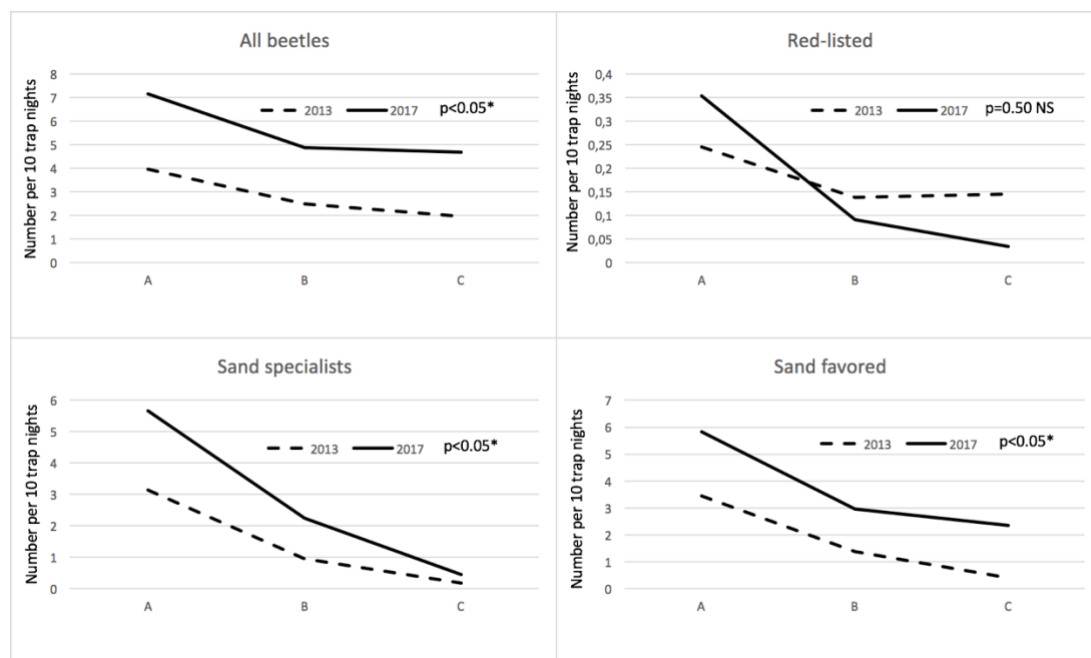 All beetles
Number per 10 trap nights
8
7
6
5
4
3
2
1
0
2013 2017 p<0.05*
A B C
Red-listed
Number per 10 trap nights
0,4
0,35
0,3
0,25
0,2
0,15
0,1
0,05
0
2013 2017 p=0.50 NS
A B C
Sand specialists
Number per 10 trap nights
6
5
4
3
2
1
0
2013 2017 p<0.05*
A B C
Sand favored
Number per 10 trap nights
7
6
5
4
3
2
1
0
2013 2017 p<0.05*
A B C